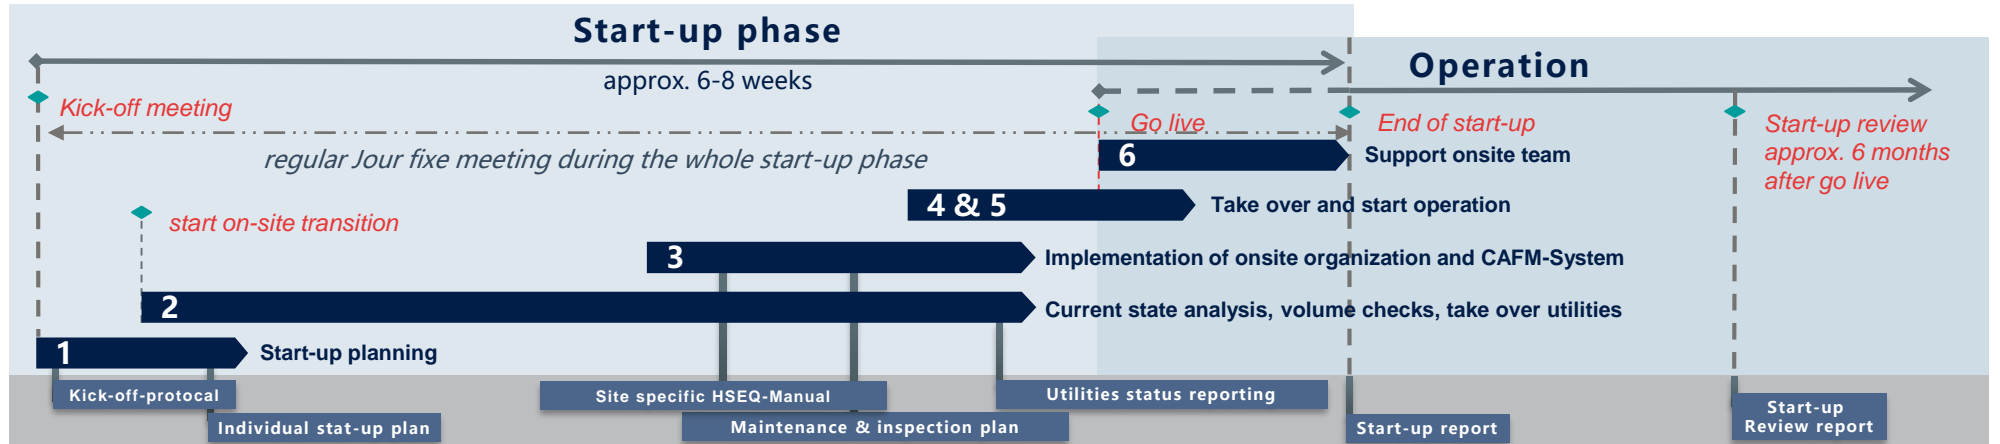 Start-up phase
approx. 6-8 weeks
Operation
Kick-off meeting
Go live
End of start-up
Start-up review
approx. 6 months
after go live
regular Jour fixe meeting during the whole start-up phase
6
Support onsite team
4 & 5
Take over and start operation
start on-site transition
3
Implementation of onsite organization and CAFM-System
2
Current state analysis, volume checks, take over utilities
1
Start-up planning
Kick-off-protocal
Site specific HSEQ-Manual
Utilities status reporting
Individual stat-up plan
Maintenance & inspection plan
Start-up report
Start-up
Review report